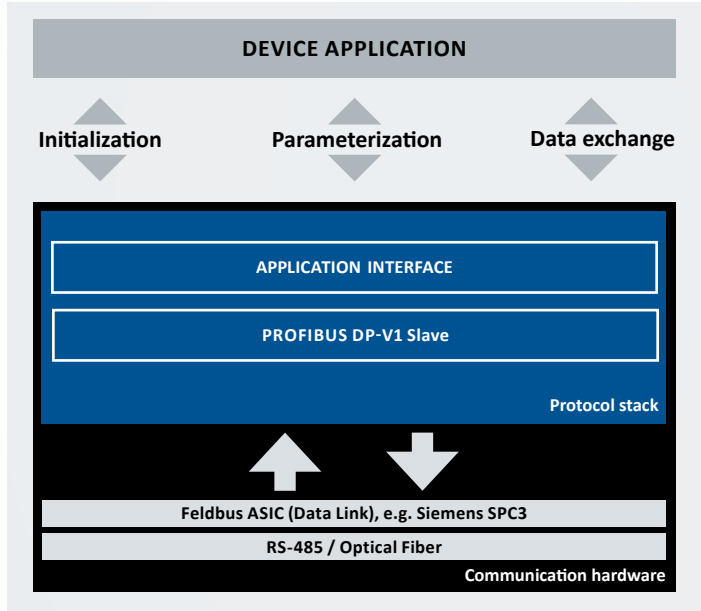 DEVICE APPLICATION
Initialization
Parameterization
Data exchange
APPLICATION INTERFACE
PROFIBUS DP-V1 Slave
Protocol stack
Feldbus ASIC (Data Link), e.g. Siemens SPC3
RS-485 / Optical Fiber
Communication hardware